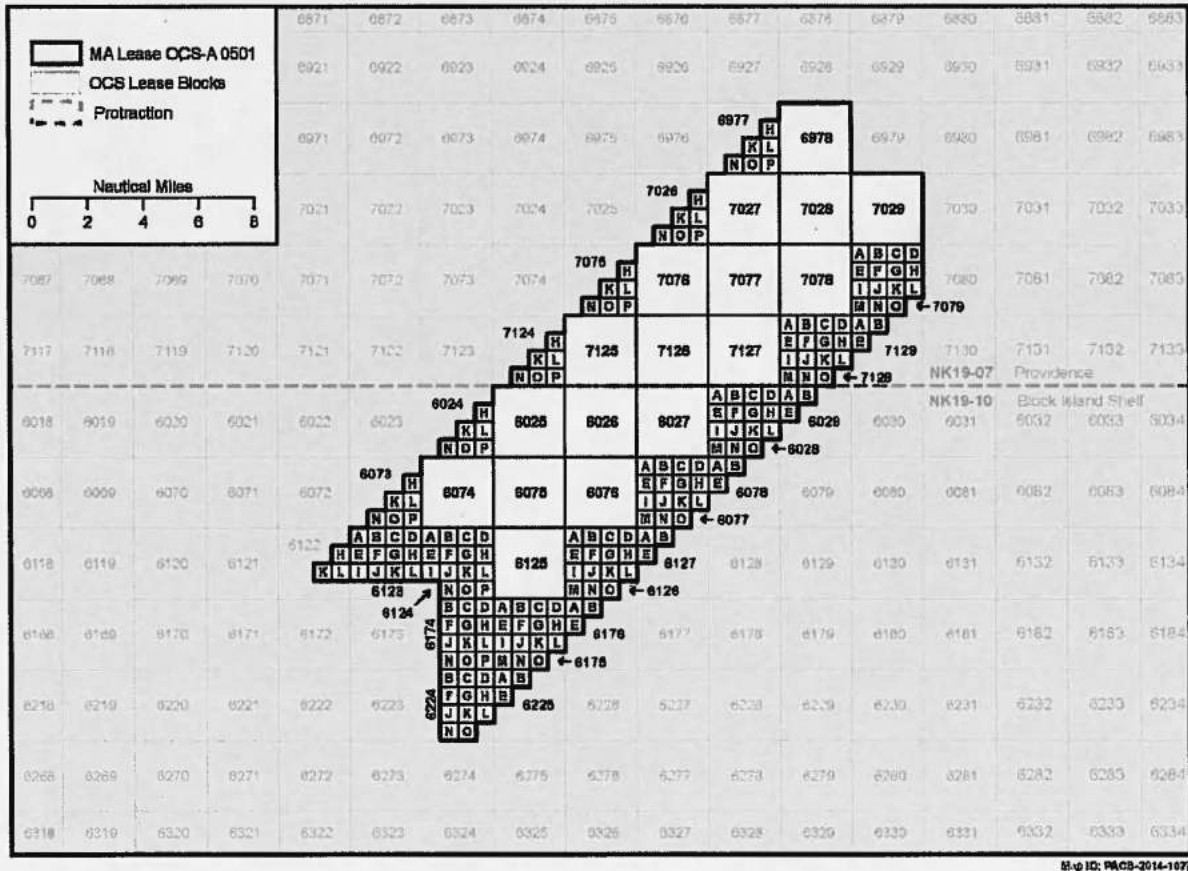 6871 6872 6873 6874 6875 6876 6877 6878 6879 6880 6881 6882 6883
MA Lease OCS-A 0501
OCS Lease Blocks
Protraction
Nautical Miles
0 2 4 6 8
6921 6922 6923 6924 6925 6926 6927 6928 6929 6930 6931 6932 6933
6977 H
6971 6972 6973 6974 6975 6976 K L 6978 6979 6980 6981 6982 6983
N O P
7026 H
7021 7022 7023 7024 7025 K L 7027 7028 7029 7030 7031 7032 7033
N O P
7075 H A B C D
E F G H
7067 7068 7069 7070 7071 7072 7073 7074 K L 7076 7077 7078 I J K L 7080 7081 7082 7083
N O P M N O 7079
7124 H A B C D A B
E F G H E 7129
7117 7118 7119 7120 7121 7122 7123 K L 7125 7126 7127 I J K L 7130 7131 7132 7133
N O P M N O 7128
NK19-07 Providence
NK19-10 Block Island Shelf
6024 H A B C D A B
E F G H E 6029
6018 6019 6020 6021 6022 6023 K L 6025 6026 6027 I J K L 6030 6031 6032 6033 6034
N O P M N O 6028
6073 H A B C D A B
E F G H E 6078
6068 6069 6070 6071 6072 K L 6074 6075 6076 I J K L 6079 6080 6081 6082 6083 6084
N O P M N O 6077
A B C D A B C D A B C D A B
6122 H E F G H E F G H E F G H E 6127
6118 6119 6120 6121 K L I J K L I J K L 6125 I J K L 6128 6129 6130 6131 6132 6133 6134
6123 N O P M N O 6126
6124
B C D A B C D A B
F G H E F G H E 6176
6168 6169 6170 6171 6172 6173 6174 J K L I J K L 6177 6178 6179 6180 6181 6182 6183 6184
N O P M N O 6175
B C D A B
F G H E 6225
6218 6219 6220 6221 6222 6223 6224 J K L 6226 6227 6228 6229 6230 6231 6232 6233 6234
N O
6268 6269 6270 6271 6272 6273 6274 6275 6276 6277 6278 6279 6280 6281 6282 6283 6284
6318 6319 6320 6321 6322 6323 6324 6325 6326 6327 6328 6329 6330 6331 6332 6333 6334
Map ID: PACB-2014-1027